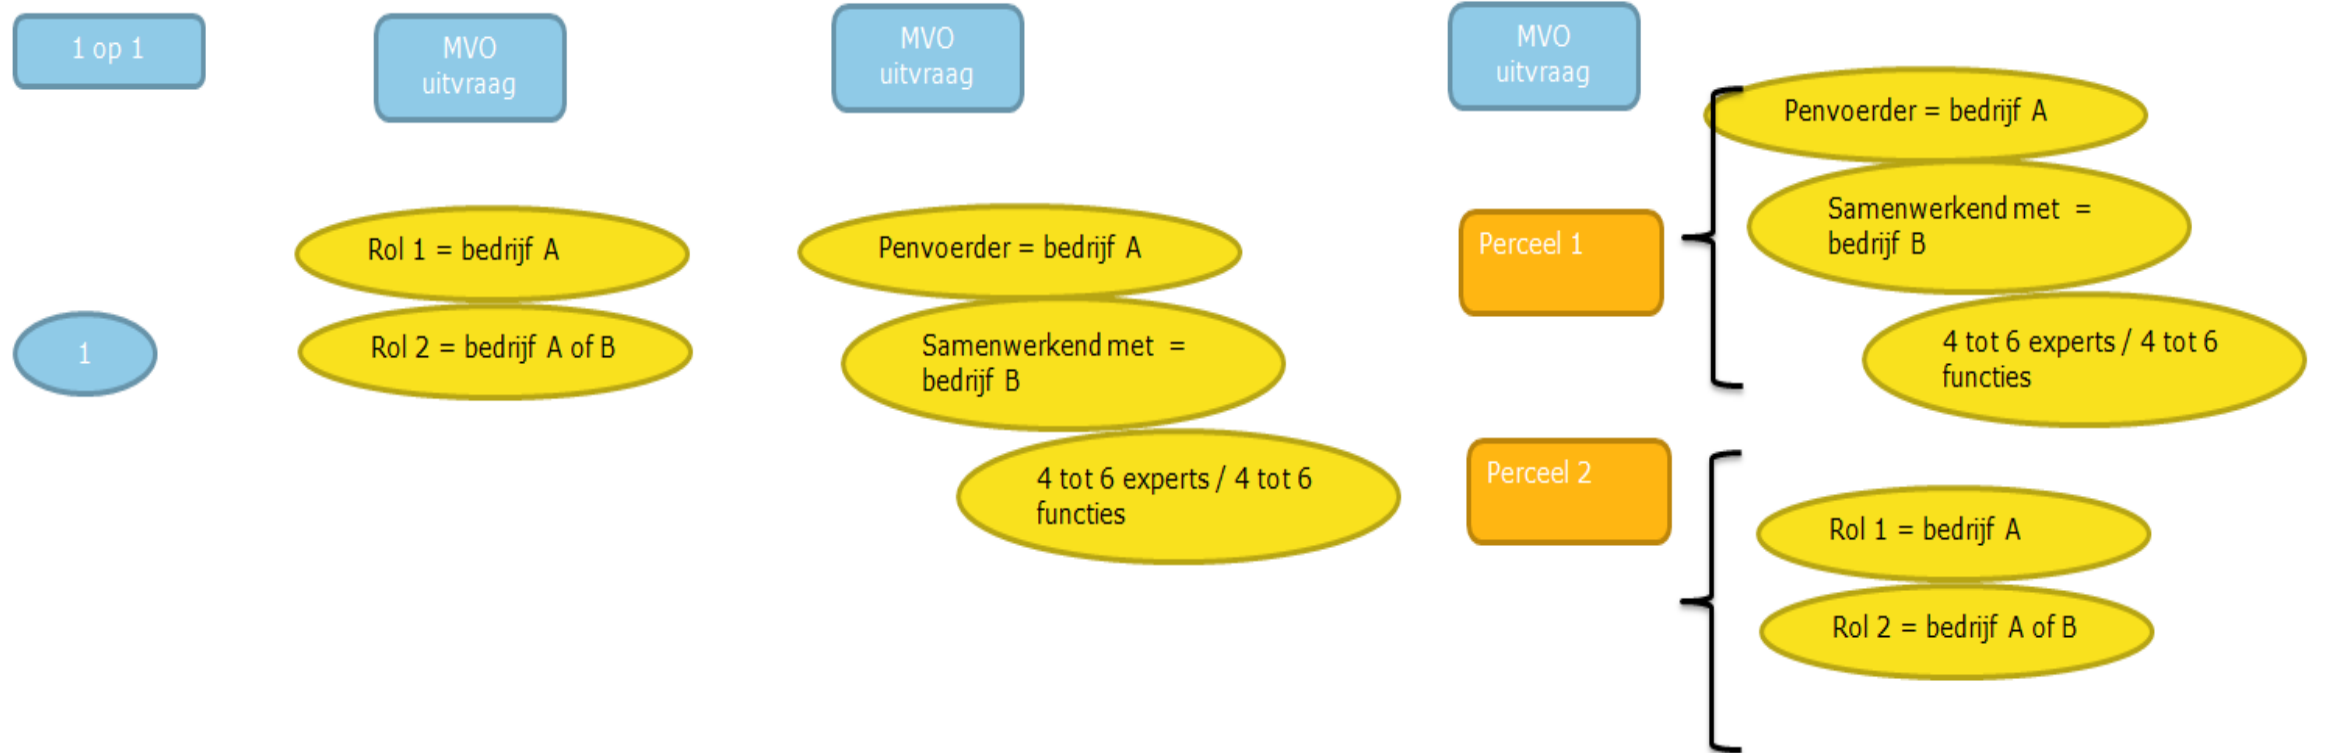 1 op 1
1
MVO
uitvraag
Rol 1 = bedrijf A
Rol 2 = bedrijf A of B
MVO
uitvraag
Penvoerder = bedrijf A
Samenwerkend met =
bedrijf B
4 tot 6 experts / 4 tot 6
functies
MVO
uitvraag
Perceel 1
Penvoerder = bedrijf A
Samenwerkend met =
bedrijf B
4 tot 6 experts / 4 tot 6
functies
Perceel 2
Rol 1 = bedrijf A
Rol 2 = bedrijf A of B